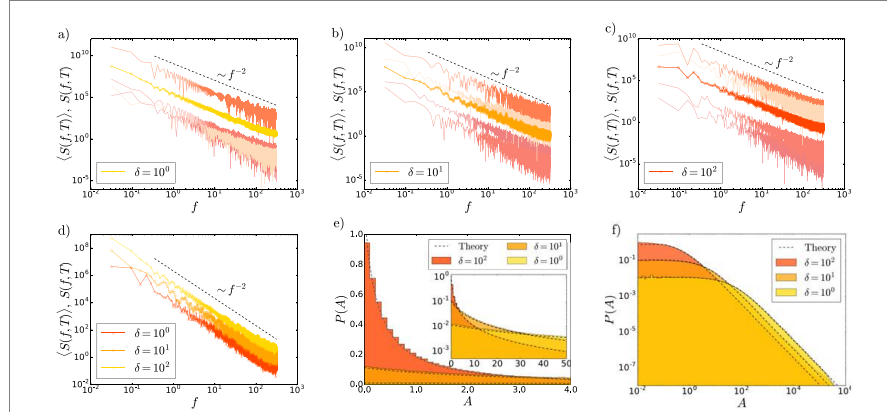 a)
10^10
10^5
10^0
10^-5
⟨S(f,T)⟩, S(f,T)
~ f^-2
δ = 10^0
10^-2 10^-1 10^0 10^1 10^2 10^3
f
b)
10^10
10^5
10^0
10^-5
⟨S(f,T)⟩, S(f,T)
~ f^-2
δ = 10^1
10^-2 10^-1 10^0 10^1 10^2 10^3
f
c)
10^10
10^5
10^0
10^-5
⟨S(f,T)⟩, S(f,T)
~ f^-2
δ = 10^2
10^-2 10^-1 10^0 10^1 10^2 10^3
f
d)
10^8
10^6
10^4
10^2
10^0
10^-2
⟨S(f,T)⟩, S(f,T)
~ f^-2
δ = 10^0
δ = 10^1
δ = 10^2
10^-2 10^-1 10^0 10^1 10^2 10^3
f
e)
1.0
0.8
0.6
0.4
0.2
0.0
P(A)
Theory δ = 10^1
δ = 10^2 δ = 10^0
10^0
10^-1
10^-2
10^-3
0 10 20 30 40 50
0.0 1.0 2.0 3.0 4.0
A
f)
10^-1
10^-3
10^-5
10^-7
P(A)
Theory
δ = 10^2
δ = 10^1
δ = 10^0
10^-2 10^0 10^2 10^4 10^6
A